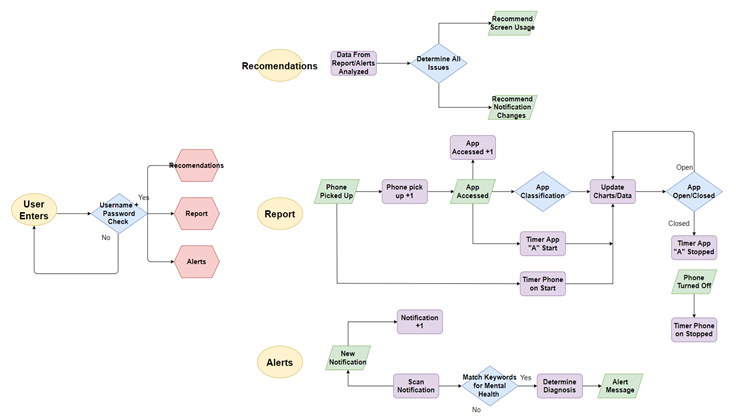 Recommend
Screen Usage
Recomendations
Data From
Report/Alerts
Analyzed
Determine All
Issues
Recommend
Notification
Changes
User
Enters
Username +
Password
Check
Yes
No
Recomendations
Report
Alerts
Report
Phone
Picked Up
Phone pick
up +1
App
Accessed +1
App
Accessed
App
Classification
Update
Charts/Data
Open
App
Open/Closed
Closed
Timer App
"A" Start
Timer Phone
on Start
Timer App
"A" Stopped
Phone
Turned Off
Timer Phone
on Stopped
Alerts
Notification
+1
New
Notification
Scan
Notification
Match Keywords
for Mental
Health
Yes
No
Determine
Diagnosis
Alert
Message